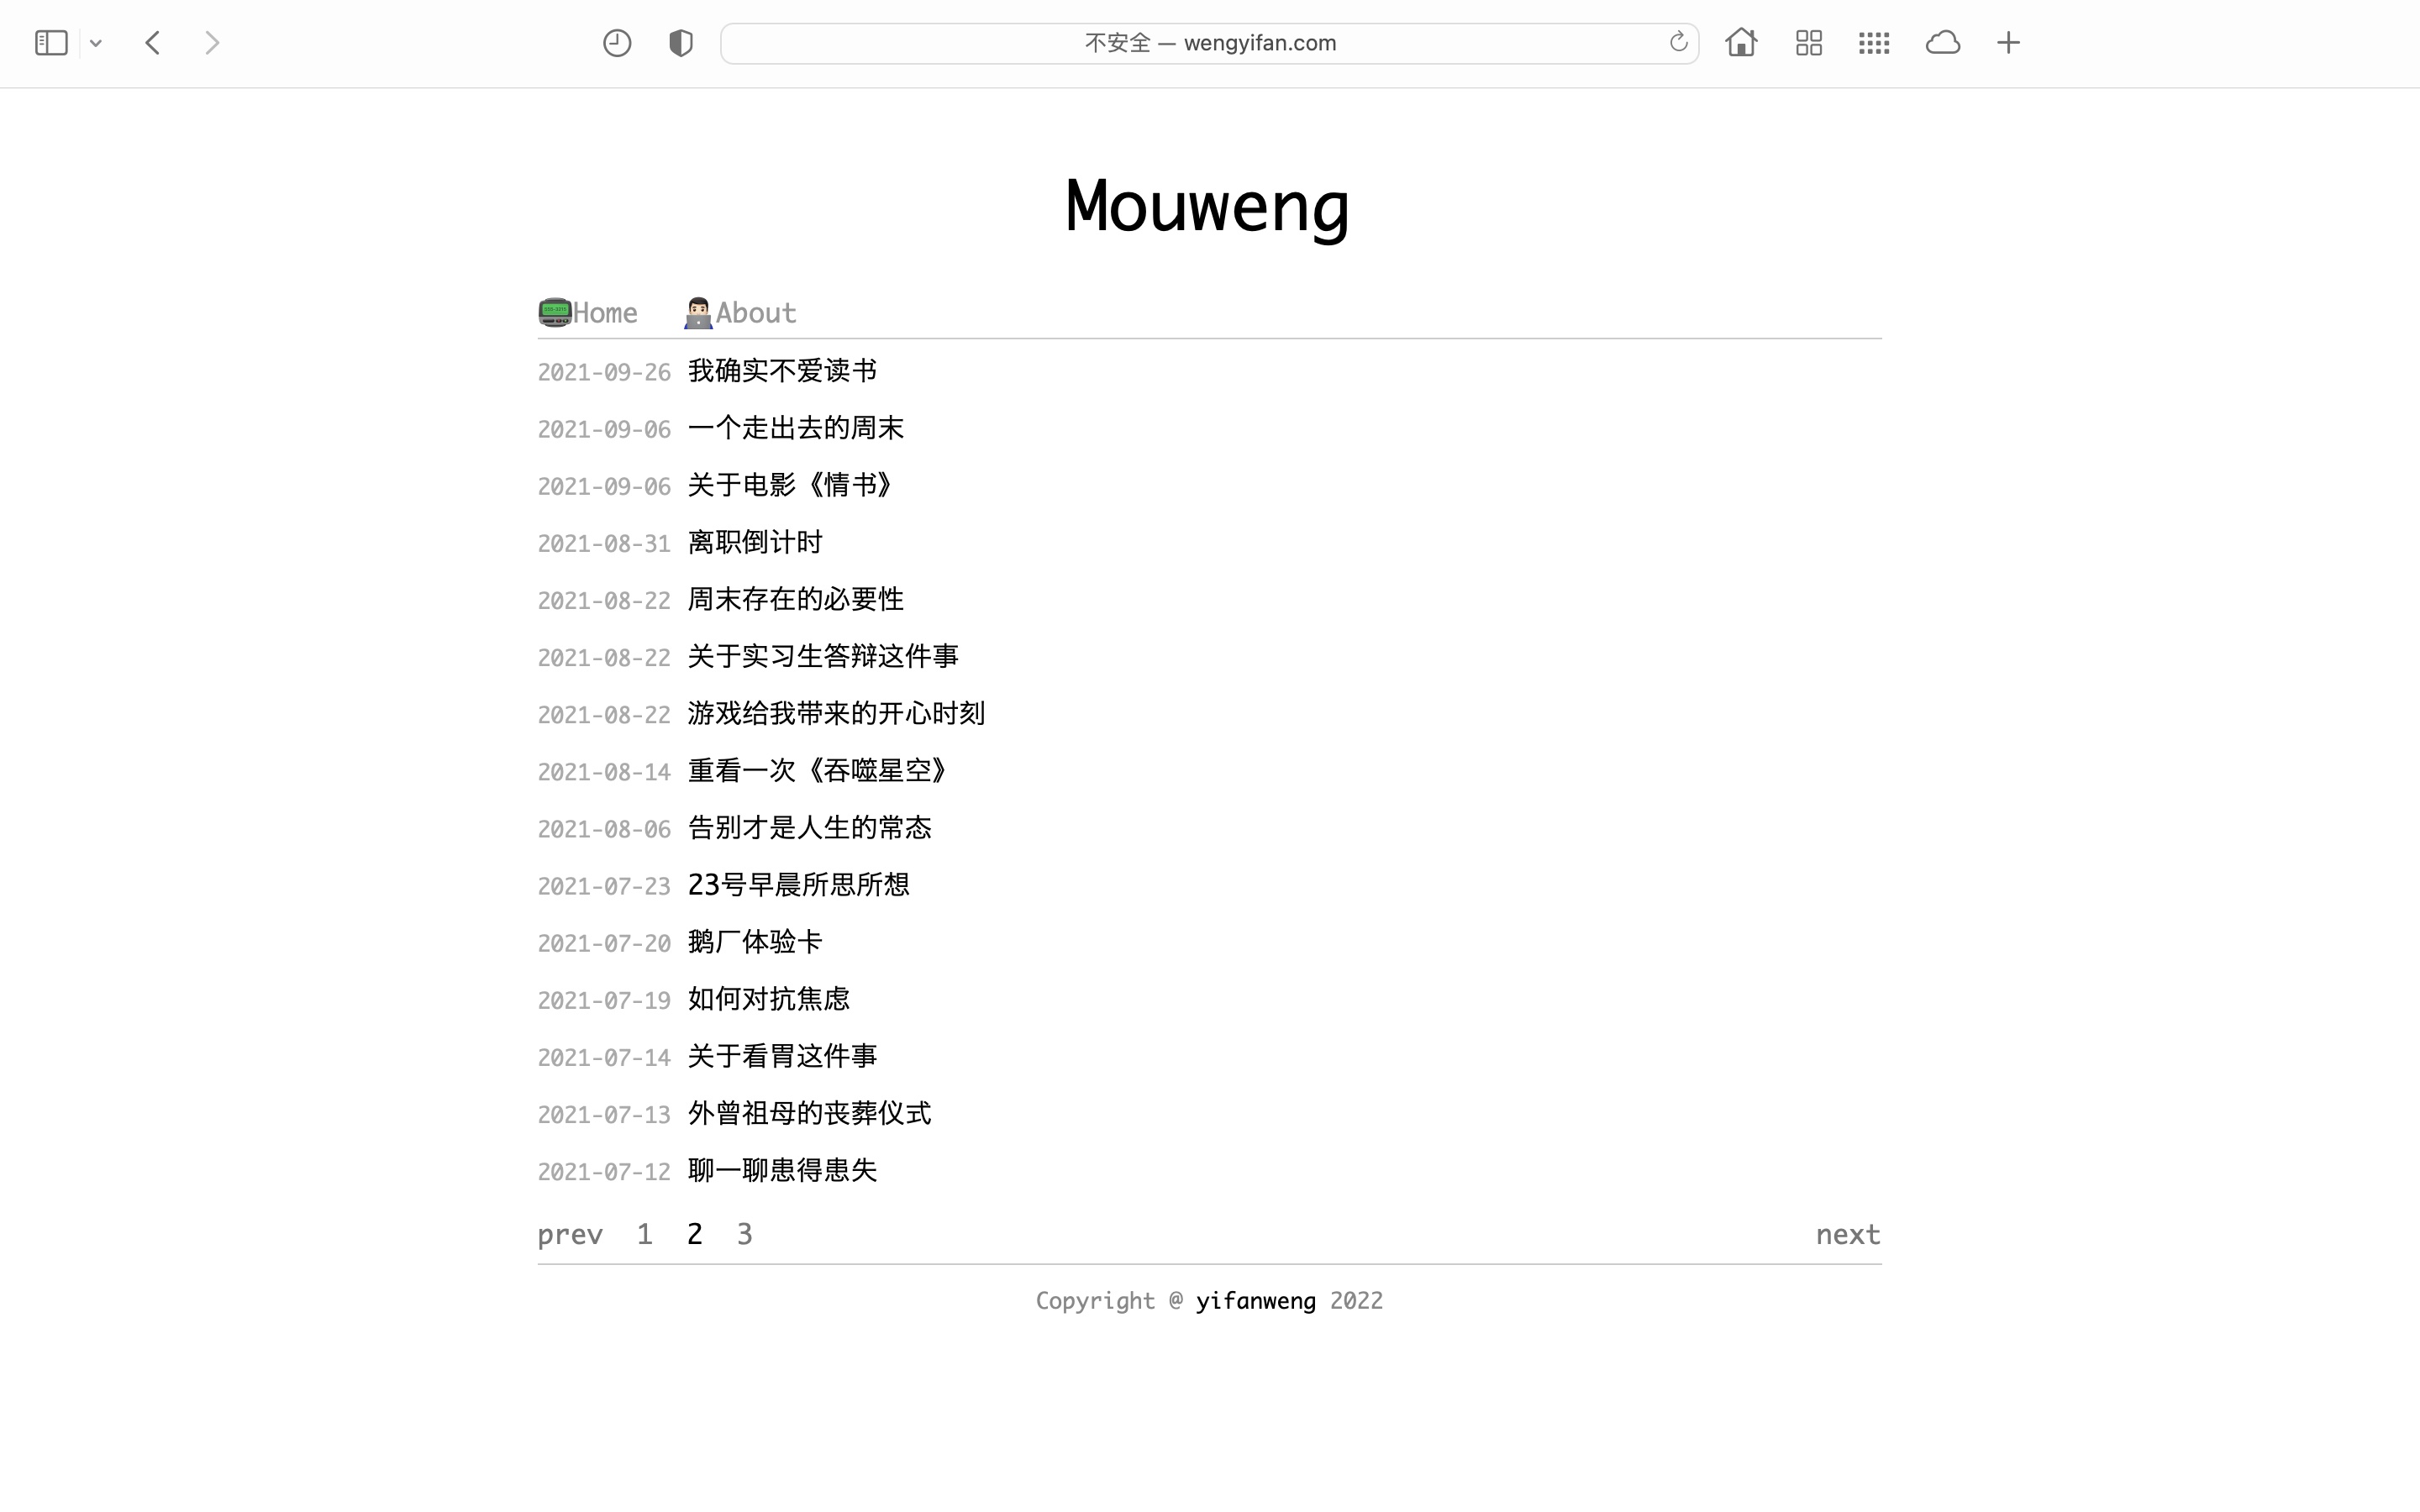 不安全 — wengyifan.com
Mouweng
Home About
2021-09-26 我确实不爱读书
2021-09-06 一个走出去的周末
2021-09-06 关于电影《情书》
2021-08-31 离职倒计时
2021-08-22 周末存在的必要性
2021-08-22 关于实习生答辩这件事
2021-08-22 游戏给我带来的开心时刻
2021-08-14 重看一次《吞噬星空》
2021-08-06 告别才是人生的常态
2021-07-23 23号早晨所思所想
2021-07-20 鹅厂体验卡
2021-07-19 如何对抗焦虑
2021-07-14 关于看胃这件事
2021-07-13 外曾祖母的丧葬仪式
2021-07-12 聊一聊患得患失
prev 1 2 3 next
Copyright @ yifanweng 2022